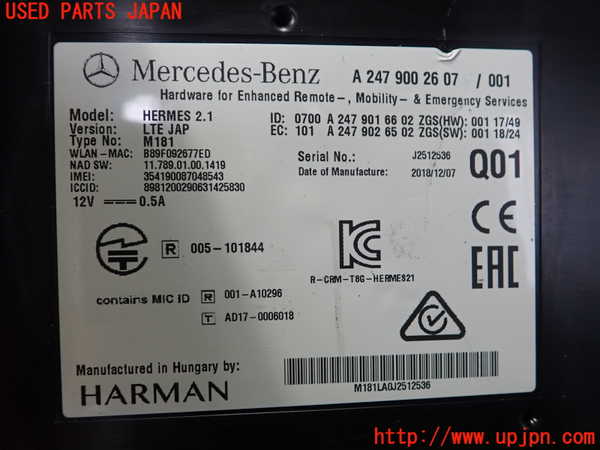 USED PARTS JAPAN
Mercedes-Benz A 247 900 26 07 / 001
Hardware for Enhanced Remote-, Mobility- & Emergency Services
Model: HERMES 2.1 ID: 0700 A 247 901 66 02 ZGS(HW): 001 17/49
Version: LTE JAP EC: 101 A 247 902 65 02 ZGS(SW): 001 18/24
Type No: M181
WLAN-MAC: B89F092677ED Serial No.: J2512536 Q01
NAD SW: 11.789.01.00.1419 Date of Manufacture: 2018/12/07
IMEI: 354190087048543
ICCID: 8981200290631425830
12V 0.5A
CE
R 005-101844
R-CRM-T8G-HERMES21
EAC
contains MIC ID R 001-A10296
T AD17-0006018
Manufactured in Hungary by:
HARMAN
M181LA0J2512536
U.P.J https://www.upjpn.com